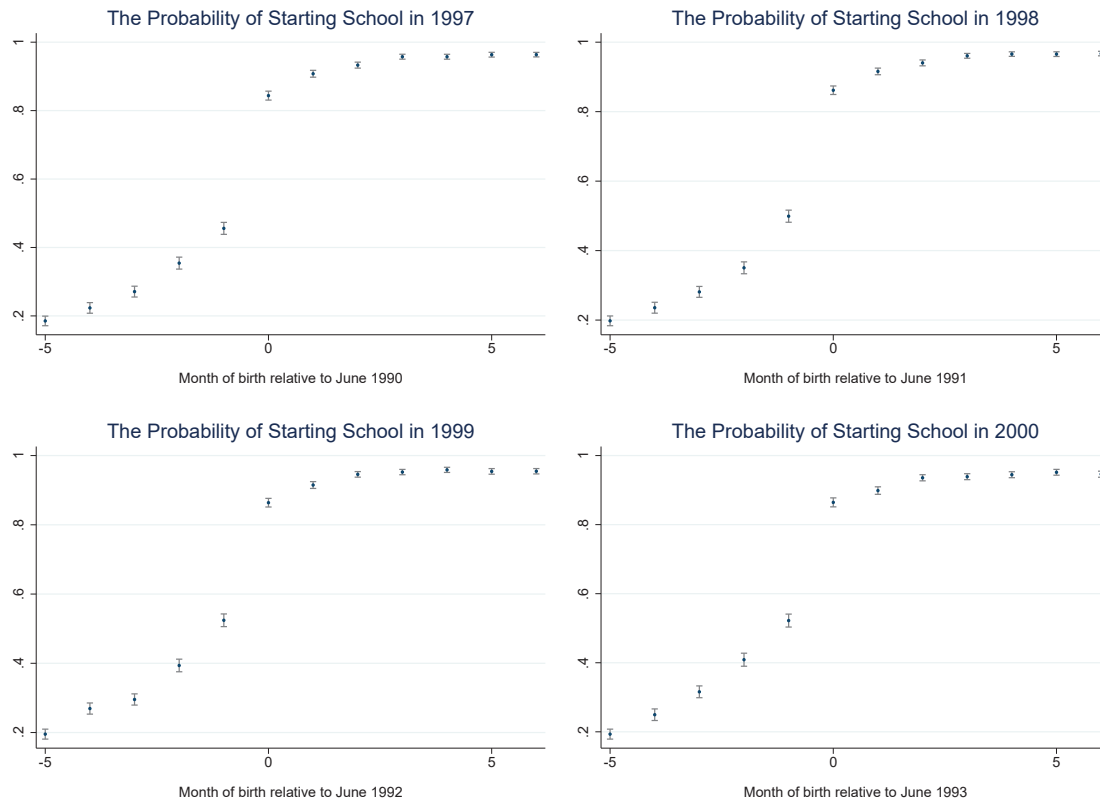 The Probability of Starting School in 1997
1
.8
.6
.4
.2
-5 0 5
Month of birth relative to June 1990
The Probability of Starting School in 1998
1
.8
.6
.4
.2
-5 0 5
Month of birth relative to June 1991
The Probability of Starting School in 1999
1
.8
.6
.4
.2
-5 0 5
Month of birth relative to June 1992
The Probability of Starting School in 2000
1
.8
.6
.4
.2
-5 0 5
Month of birth relative to June 1993